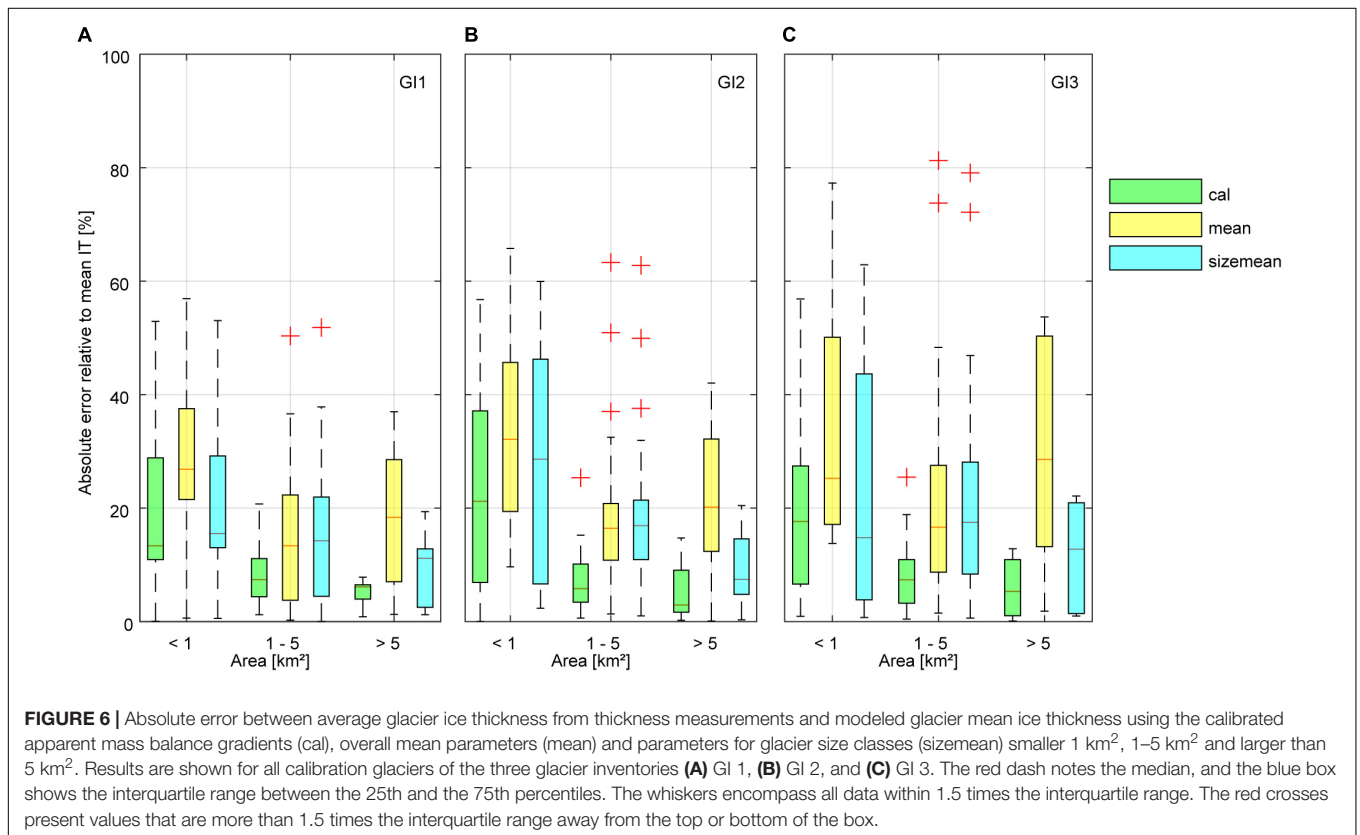 A
B
C
GI1
GI2
GI3
100
80
60
40
20
0
Absolute error relative to mean IT [%]
< 1
1 - 5
> 5
Area [km²]
< 1
1 - 5
> 5
Area [km²]
< 1
1 - 5
> 5
Area [km²]
cal
mean
sizemean
FIGURE 6 | Absolute error between average glacier ice thickness from thickness measurements and modeled glacier mean ice thickness using the calibrated
apparent mass balance gradients (cal), overall mean parameters (mean) and parameters for glacier size classes (sizemean) smaller 1 km², 1–5 km² and larger than
5 km². Results are shown for all calibration glaciers of the three glacier inventories (A) GI 1, (B) GI 2, and (C) GI 3. The red dash notes the median, and the blue box
shows the interquartile range between the 25th and the 75th percentiles. The whiskers encompass all data within 1.5 times the interquartile range. The red crosses
present values that are more than 1.5 times the interquartile range away from the top or bottom of the box.